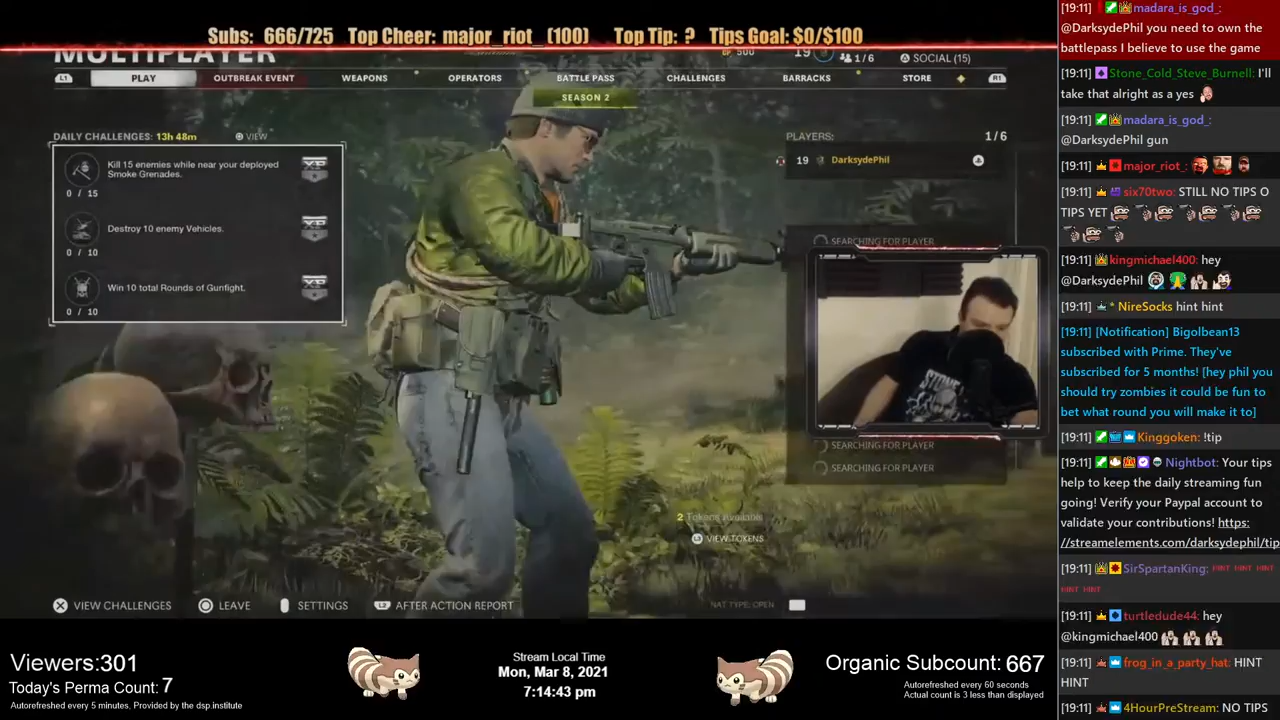 Subs: 666/725 Top Cheer: major_riot_ (100) Top Tip: ? Tips Goal: $0/$100
MULTIPLAYER
500 19 1/6 SOCIAL (15)
L1 PLAY OUTBREAK EVENT WEAPONS OPERATORS BATTLE PASS CHALLENGES BARRACKS STORE R1
SEASON 2
DAILY CHALLENGES: 13h 48m VIEW
Kill 15 enemies while near your deployed
Smoke Grenades.
XP
0 / 15
Destroy 10 enemy Vehicles.
XP
0 / 10
Win 10 total Rounds of Gunfight.
XP
0 / 10
PLAYERS: 1/6
19 DarksydePhil
SEARCHING FOR PLAYER
STONE
SEARCHING FOR PLAYER
SEARCHING FOR PLAYER
2 Tokens available
VIEW TOKENS
VIEW CHALLENGES LEAVE SETTINGS AFTER ACTION REPORT
NAT TYPE: OPEN
Viewers:301
Today's Perma Count: 7
Autorefreshed every 5 minutes. Provided by the dsp.institute
Stream Local Time
Mon, Mar 8, 2021
7:14:43 pm
Organic Subcount: 667
Autorefreshed every 60 seconds
Actual count is 3 less than displayed
[19:11] madara_is_god_:
@DarksydePhil you need to own the
battlepass I believe to use the game
[19:11] Stone_Cold_Steve_Burnell: I'll
take that alright as a yes
[19:11] madara_is_god_:
@DarksydePhil gun
[19:11] major_riot_:
[19:11] six70two: STILL NO TIPS O
TIPS YET
[19:11] kingmichael400: hey
@DarksydePhil
[19:11] * NireSocks hint hint
[19:11] [Notification] Bigolbean13
subscribed with Prime. They've
subscribed for 5 months! [hey phil you
should try zombies it could be fun to
bet what round you will make it to]
[19:11] Kinggoken: !tip
[19:11] Nightbot: Your tips
help to keep the daily streaming fun
going! Verify your Paypal account to
validate your contributions! https:
//streamelements.com/darksydephil/tip
[19:11] SirSpartanKing: HINT HINT HINT
HINT HINT
[19:11] turtledude44: hey
@kingmichael400
[19:11] frog_in_a_party_hat: HINT
HINT
[19:11] 4HourPreStream: NO TIPS